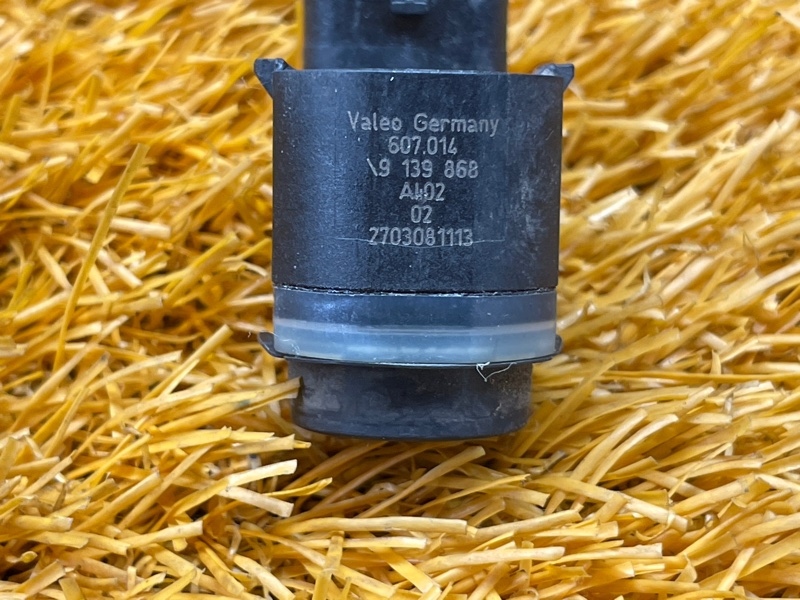 Valeo Germany
607.014
\9 139 868
A402
02
2703081113